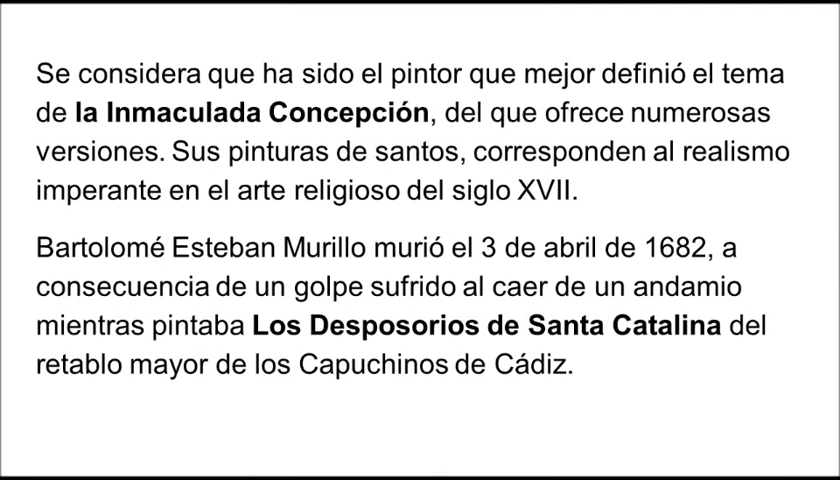 Se considera que ha sido el pintor que mejor definió el tema
de la Inmaculada Concepción, del que ofrece numerosas
versiones. Sus pinturas de santos, corresponden al realismo
imperante en el arte religioso del siglo XVII.
Bartolomé Esteban Murillo murió el 3 de abril de 1682, a
consecuencia de un golpe sufrido al caer de un andamio
mientras pintaba Los Desposorios de Santa Catalina del
retablo mayor de los Capuchinos de Cádiz.